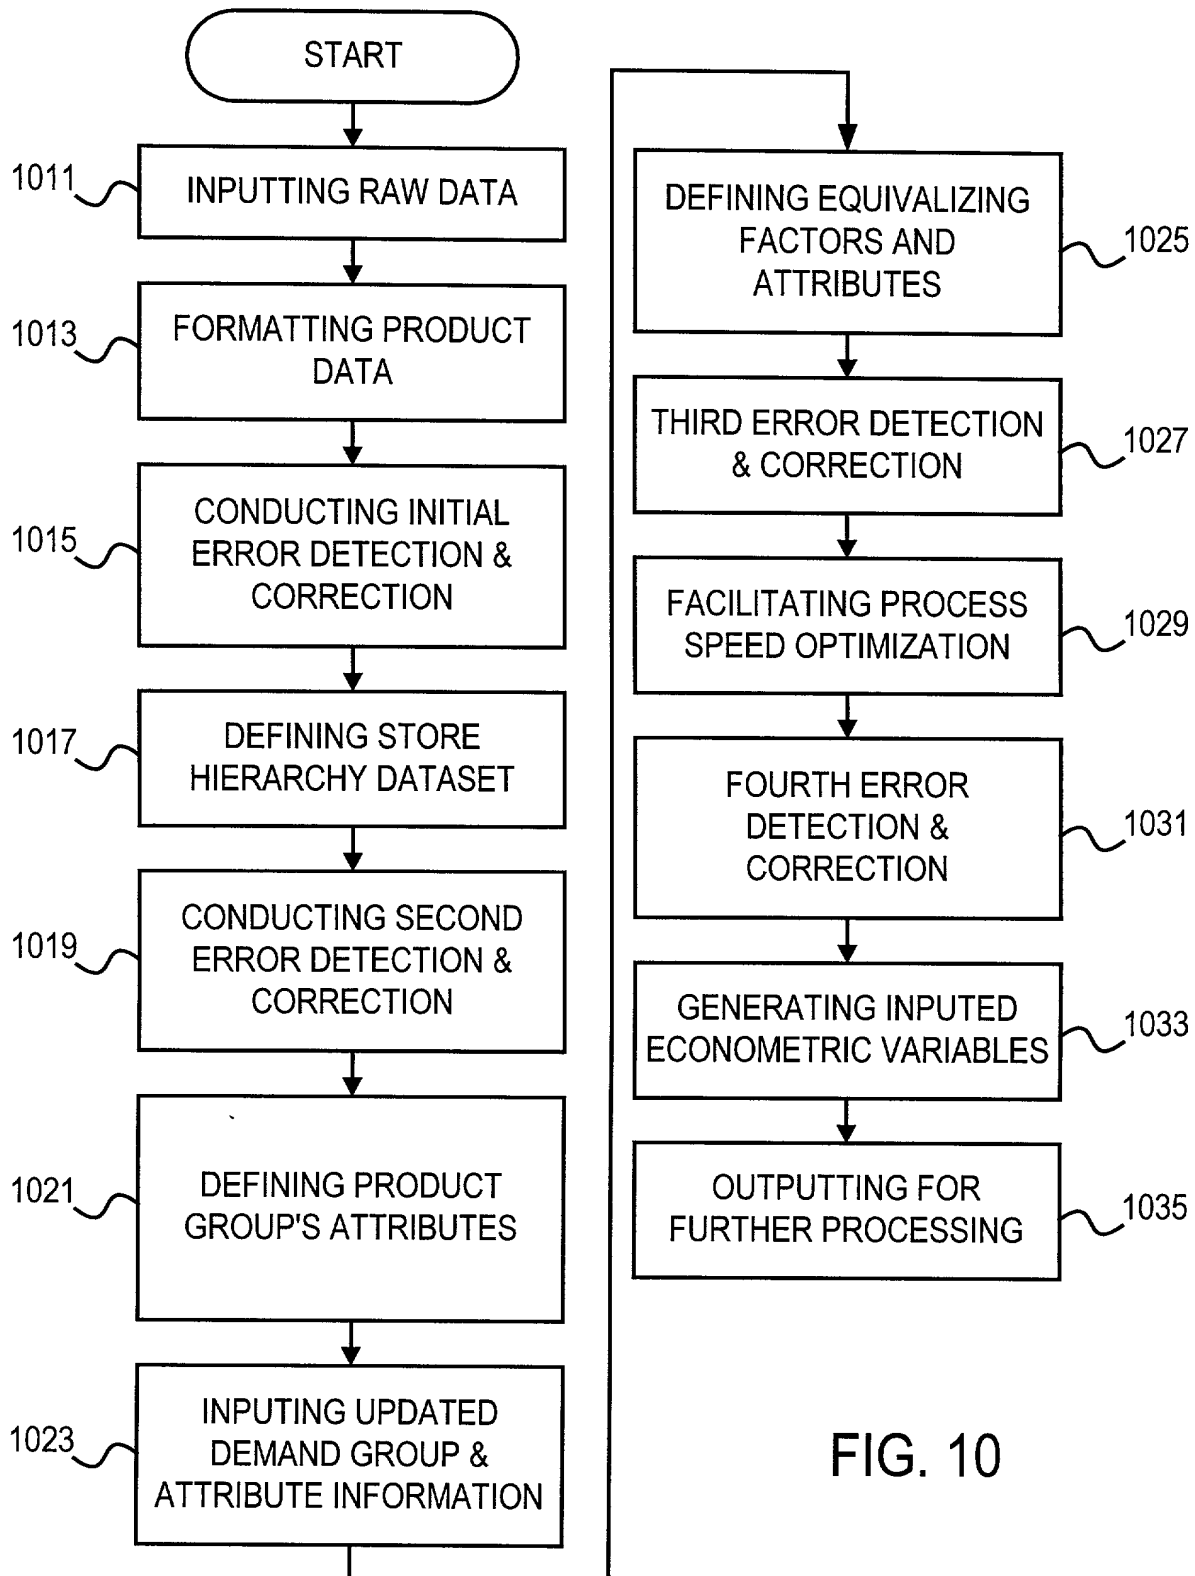 START
1011
INPUTTING RAW DATA
1013
FORMATTING PRODUCT
DATA
1015
CONDUCTING INITIAL
ERROR DETECTION &
CORRECTION
1017
DEFINING STORE
HIERARCHY DATASET
1019
CONDUCTING SECOND
ERROR DETECTION &
CORRECTION
1021
DEFINING PRODUCT
GROUP'S ATTRIBUTES
1023
INPUTING UPDATED
DEMAND GROUP &
ATTRIBUTE INFORMATION
DEFINING EQUIVALIZING
FACTORS AND
ATTRIBUTES
1025
THIRD ERROR DETECTION
& CORRECTION
1027
FACILITATING PROCESS
SPEED OPTIMIZATION
1029
FOURTH ERROR
DETECTION &
CORRECTION
1031
GENERATING INPUTED
ECONOMETRIC VARIABLES
1033
OUTPUTTING FOR
FURTHER PROCESSING
1035
FIG. 10